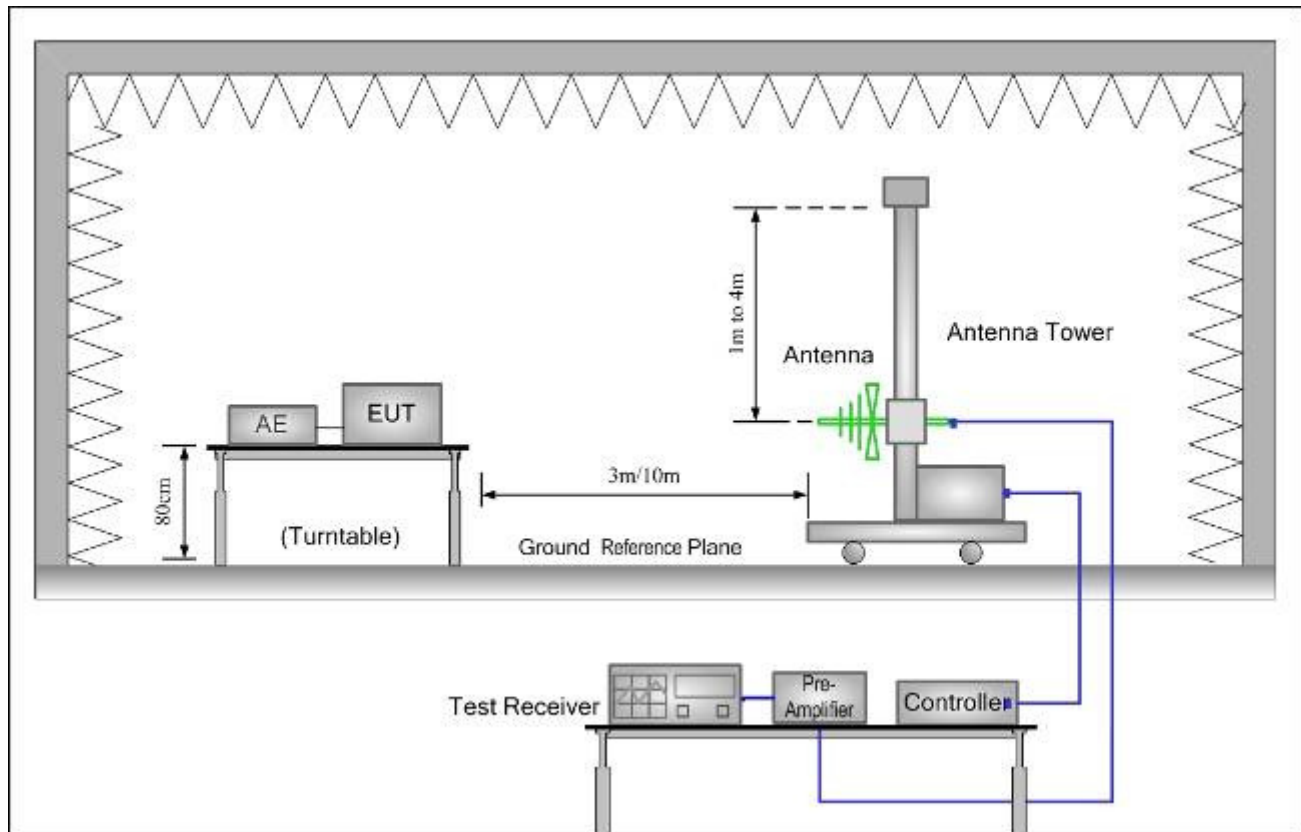 1m to 4m
Antenna Tower
Antenna
AE
EUT
3m/10m
80cm
(Turntable)
Ground Reference Plane
Test Receiver
Pre-
Amplifier
Controller